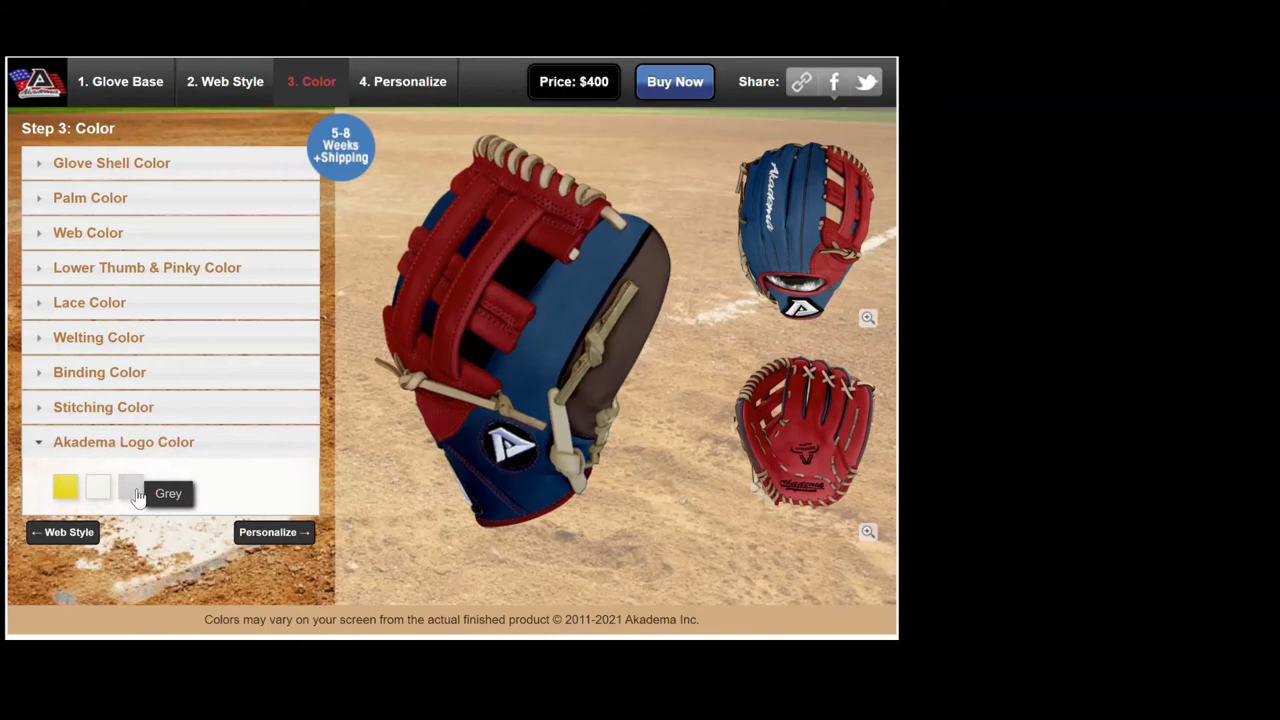 1. Glove Base
2. Web Style
3. Color
4. Personalize
Price: $400
Buy Now
Share:
Step 3: Color
5-8
Weeks
+Shipping
Glove Shell Color
Palm Color
Web Color
Lower Thumb & Pinky Color
Lace Color
Welting Color
Binding Color
Stitching Color
Akadema Logo Color
Grey
← Web Style
Personalize →
Akadema
Akadema
Colors may vary on your screen from the actual finished product © 2011-2021 Akadema Inc.